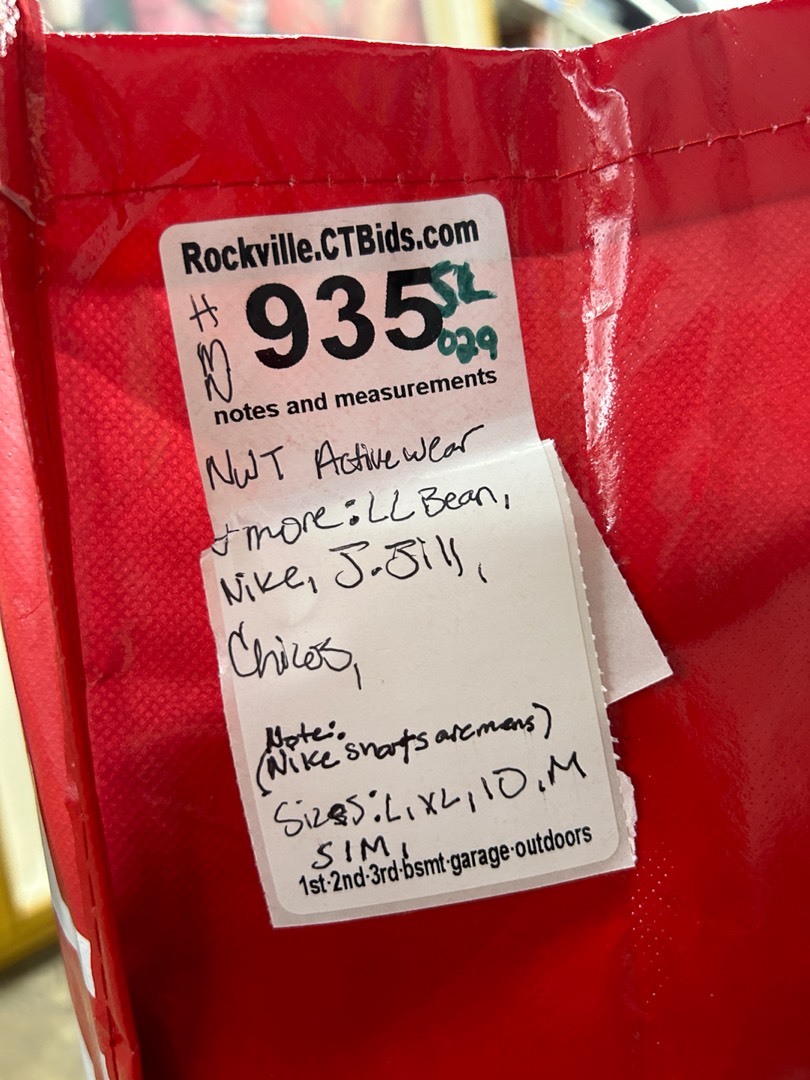 Rockville.CTBids.com
935
SL
029
notes and measurements
NWT Activewear
+ more: LL Bean,
Nike, J.Jill,
Chicos,
Note:
(Nike shorts are mens)
Sizes: L, XL, 10, M
S/M,
1st·2nd·3rd·bsmt·garage·outdoors